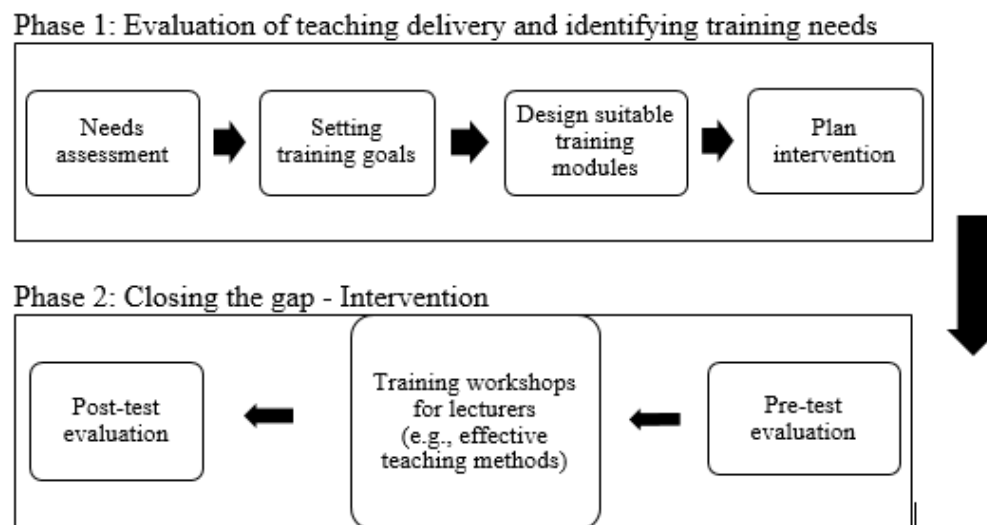 Phase 1: Evaluation of teaching delivery and identifying training needs
Needs
assessment
Setting
training goals
Design suitable
training
modules
Plan
intervention
Phase 2: Closing the gap - Intervention
Post-test
evaluation
Training workshops
for lecturers
(e.g., effective
teaching methods)
Pre-test
evaluation